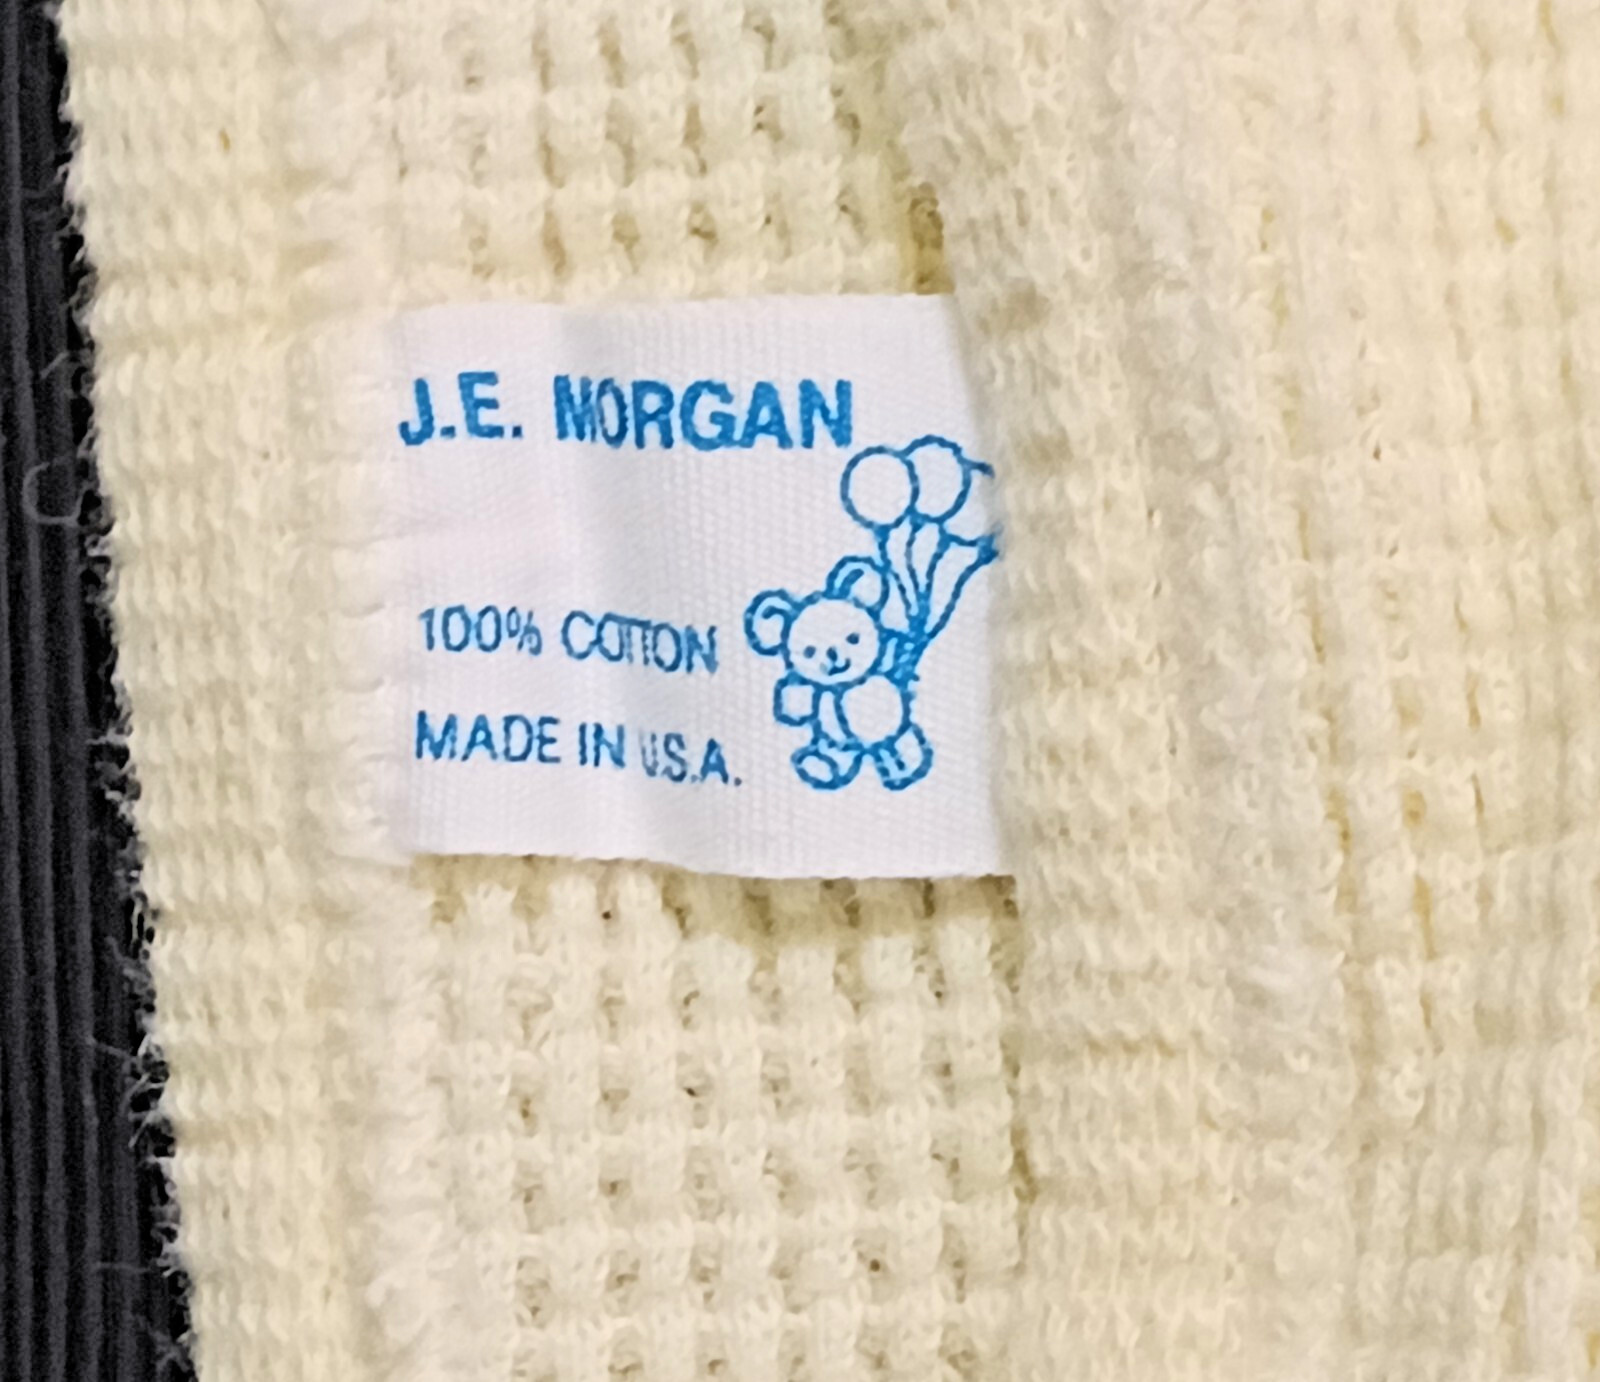 J.E. MORGAN
100% COTTON
MADE IN U.S.A.